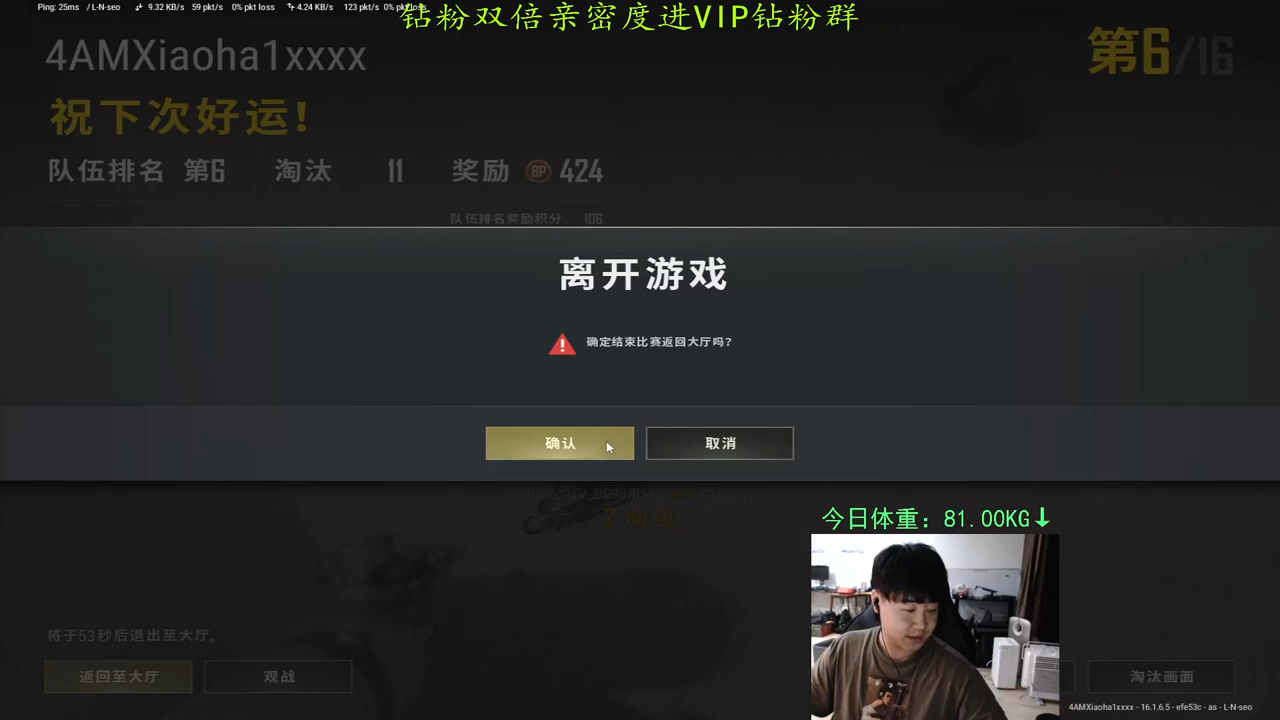 Ping: 25ms / L-N-seo 9.32 KB/s 59 pkt/s 0% pkt loss 4.24 KB/s 123 pkt/s 0% pkt loss
钻粉双倍亲密度进VIP钻粉群
4AMXiaoha1xxxx
第6/16
祝下次好运!
队伍排名 第6 淘汰 11 奖励 BP 424
队伍排名奖励积分 106
离开游戏
确定结束比赛返回大厅吗?
确认 取消
今日体重: 81.00KG↓
将于53秒后退出至大厅。
返回至大厅 观战 淘汰画面
4AMXiaoha1xxxx - 16.1.6.5 - efe53c - as - L-N-seo